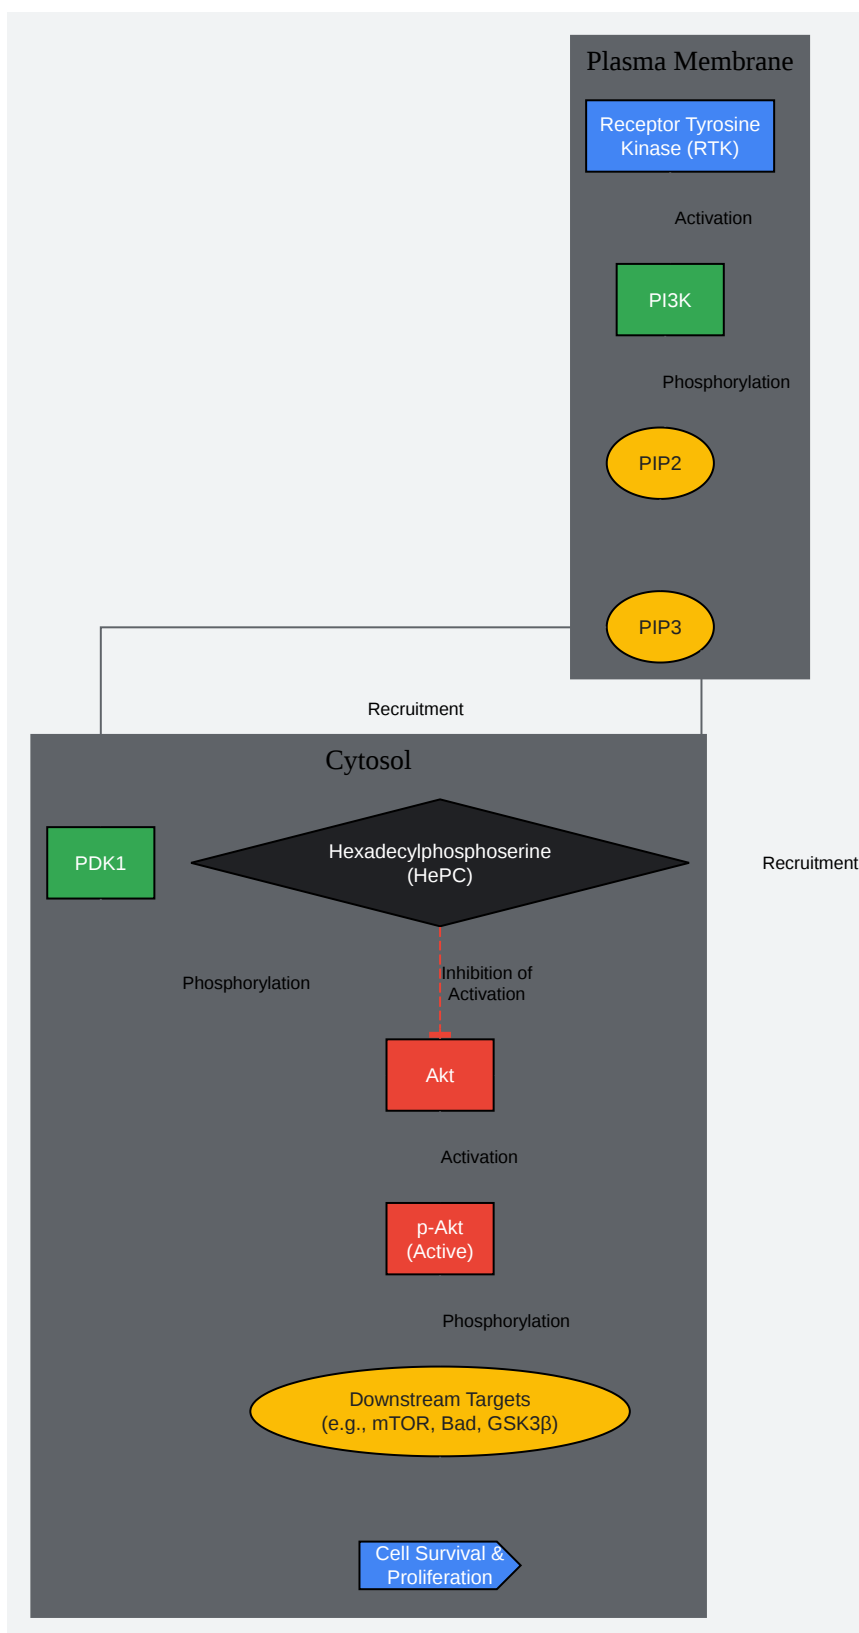 Plasma Membrane
Receptor Tyrosine
Kinase (RTK)
Activation
PI3K
Phosphorylation
PIP2
PIP3
Recruitment
Cytosol
Hexadecylphosphoserine
(HePC)
PDK1
Recruitment
Phosphorylation
Inhibition of
Activation
Akt
Activation
p-Akt
(Active)
Phosphorylation
Downstream Targets
(e.g., mTOR, Bad, GSK3β)
Cell Survival &
Proliferation